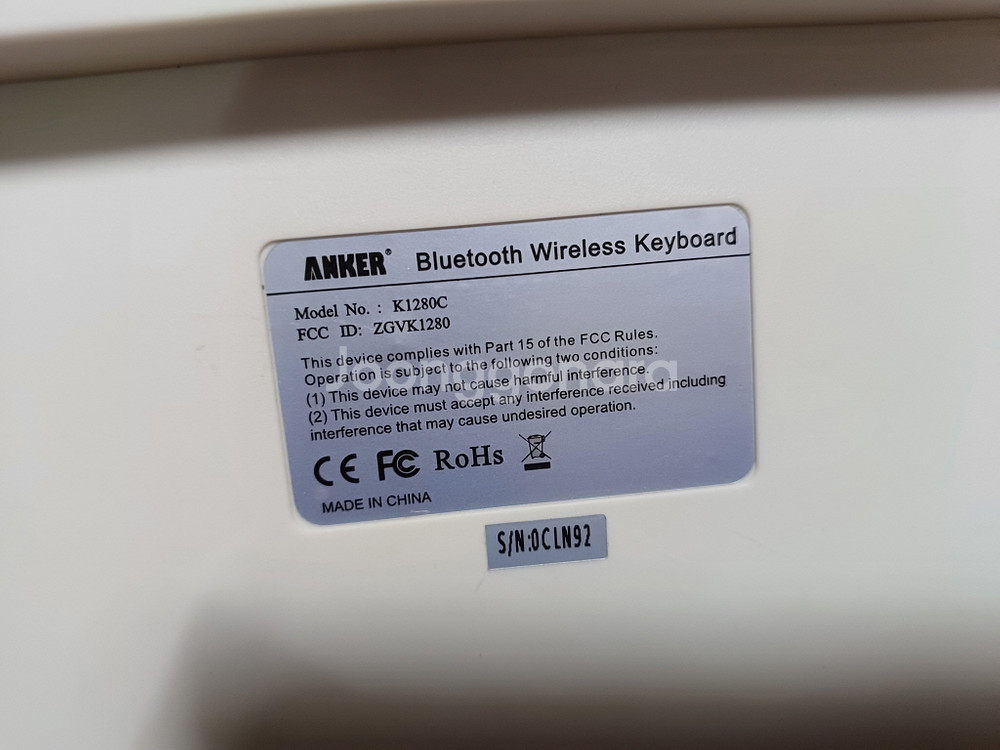 ANKER® Bluetooth Wireless Keyboard
Model No. : K1280C
FCC ID: ZGVK1280
This device complies with Part 15 of the FCC Rules.
Operation is subject to the following two conditions:
(1) This device may not cause harmful interference.
(2) This device must accept any interference received including
interference that may cause undesired operation.
CE FC RoHs
MADE IN CHINA
S/N:0CLN92
Joonggonara